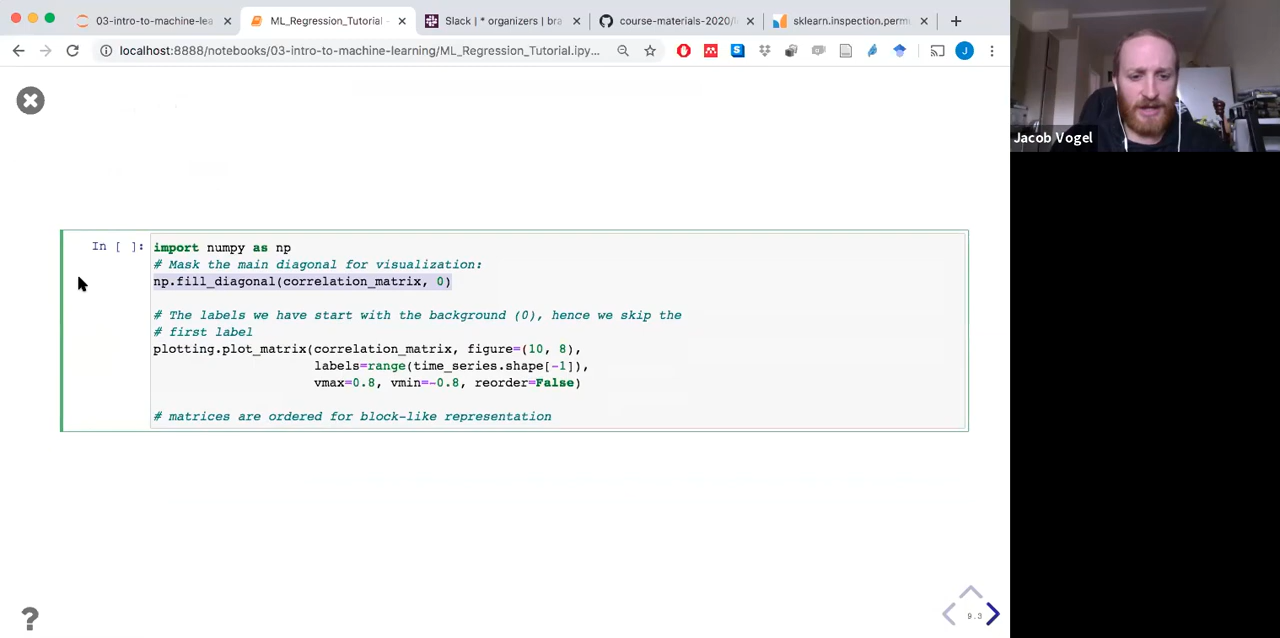 03-intro-to-machine-lea
ML_Regression_Tutorial
Slack | * organizers | bra
course-materials-2020/
sklearn.inspection.perm
localhost:8888/notebooks/03-intro-to-machine-learning/ML_Regression_Tutorial.ipy...
J
Jacob Vogel
In [ ]:
import numpy as np
# Mask the main diagonal for visualization:
np.fill_diagonal(correlation_matrix, 0)
# The labels we have start with the background (0), hence we skip the
# first label
plotting.plot_matrix(correlation_matrix, figure=(10, 8),
labels=range(time_series.shape[-1]),
vmax=0.8, vmin=-0.8, reorder=False)
# matrices are ordered for block-like representation
?
9.3